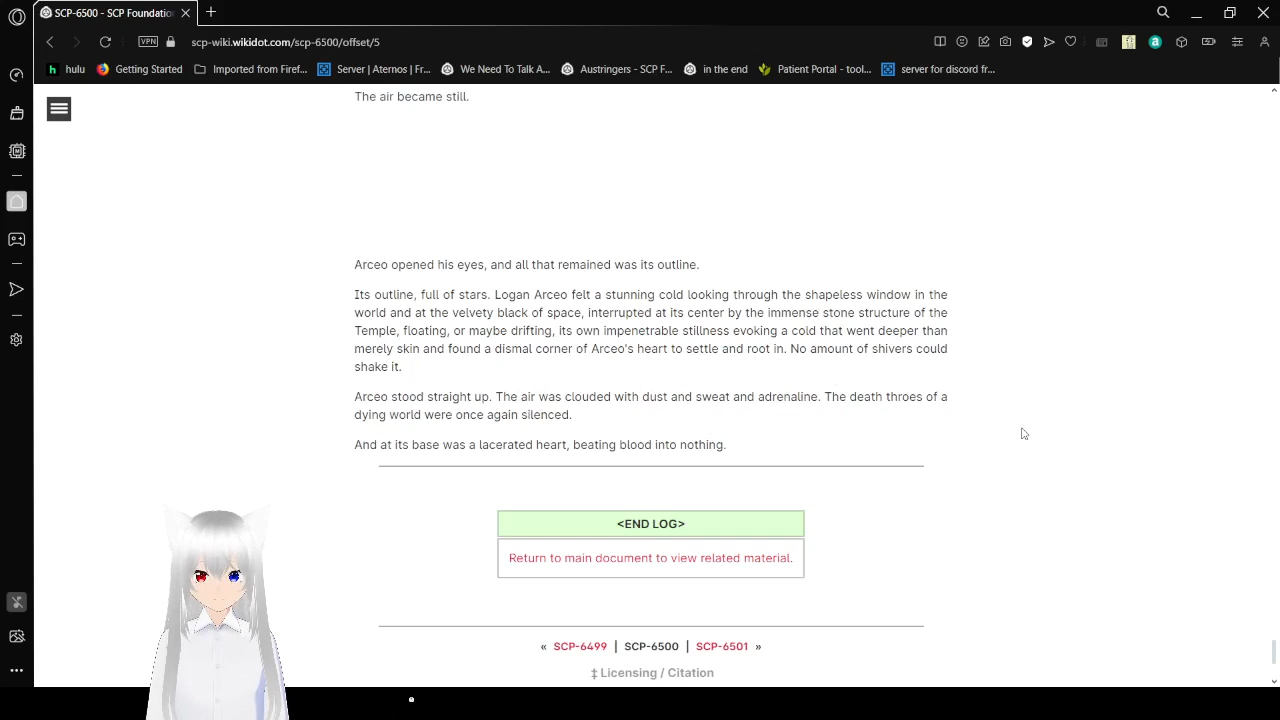 SCP-6500 - SCP Foundatio
VPN
scp-wiki.wikidot.com/scp-6500/offset/5
hulu
Getting Started
Imported from Firef...
Server | Aternos | Fr...
We Need To Talk A...
Austringers - SCP F...
in the end
Patient Portal - tool...
server for discord fr...
The air became still.
Arceo opened his eyes, and all that remained was its outline.
Its outline, full of stars. Logan Arceo felt a stunning cold looking through the shapeless window in the
world and at the velvety black of space, interrupted at its center by the immense stone structure of the
Temple, floating, or maybe drifting, its own impenetrable stillness evoking a cold that went deeper than
merely skin and found a dismal corner of Arceo's heart to settle and root in. No amount of shivers could
shake it.
Arceo stood straight up. The air was clouded with dust and sweat and adrenaline. The death throes of a
dying world were once again silenced.
And at its base was a lacerated heart, beating blood into nothing.
<END LOG>
Return to main document to view related material.
« SCP-6499 | SCP-6500 | SCP-6501 »
‡ Licensing / Citation